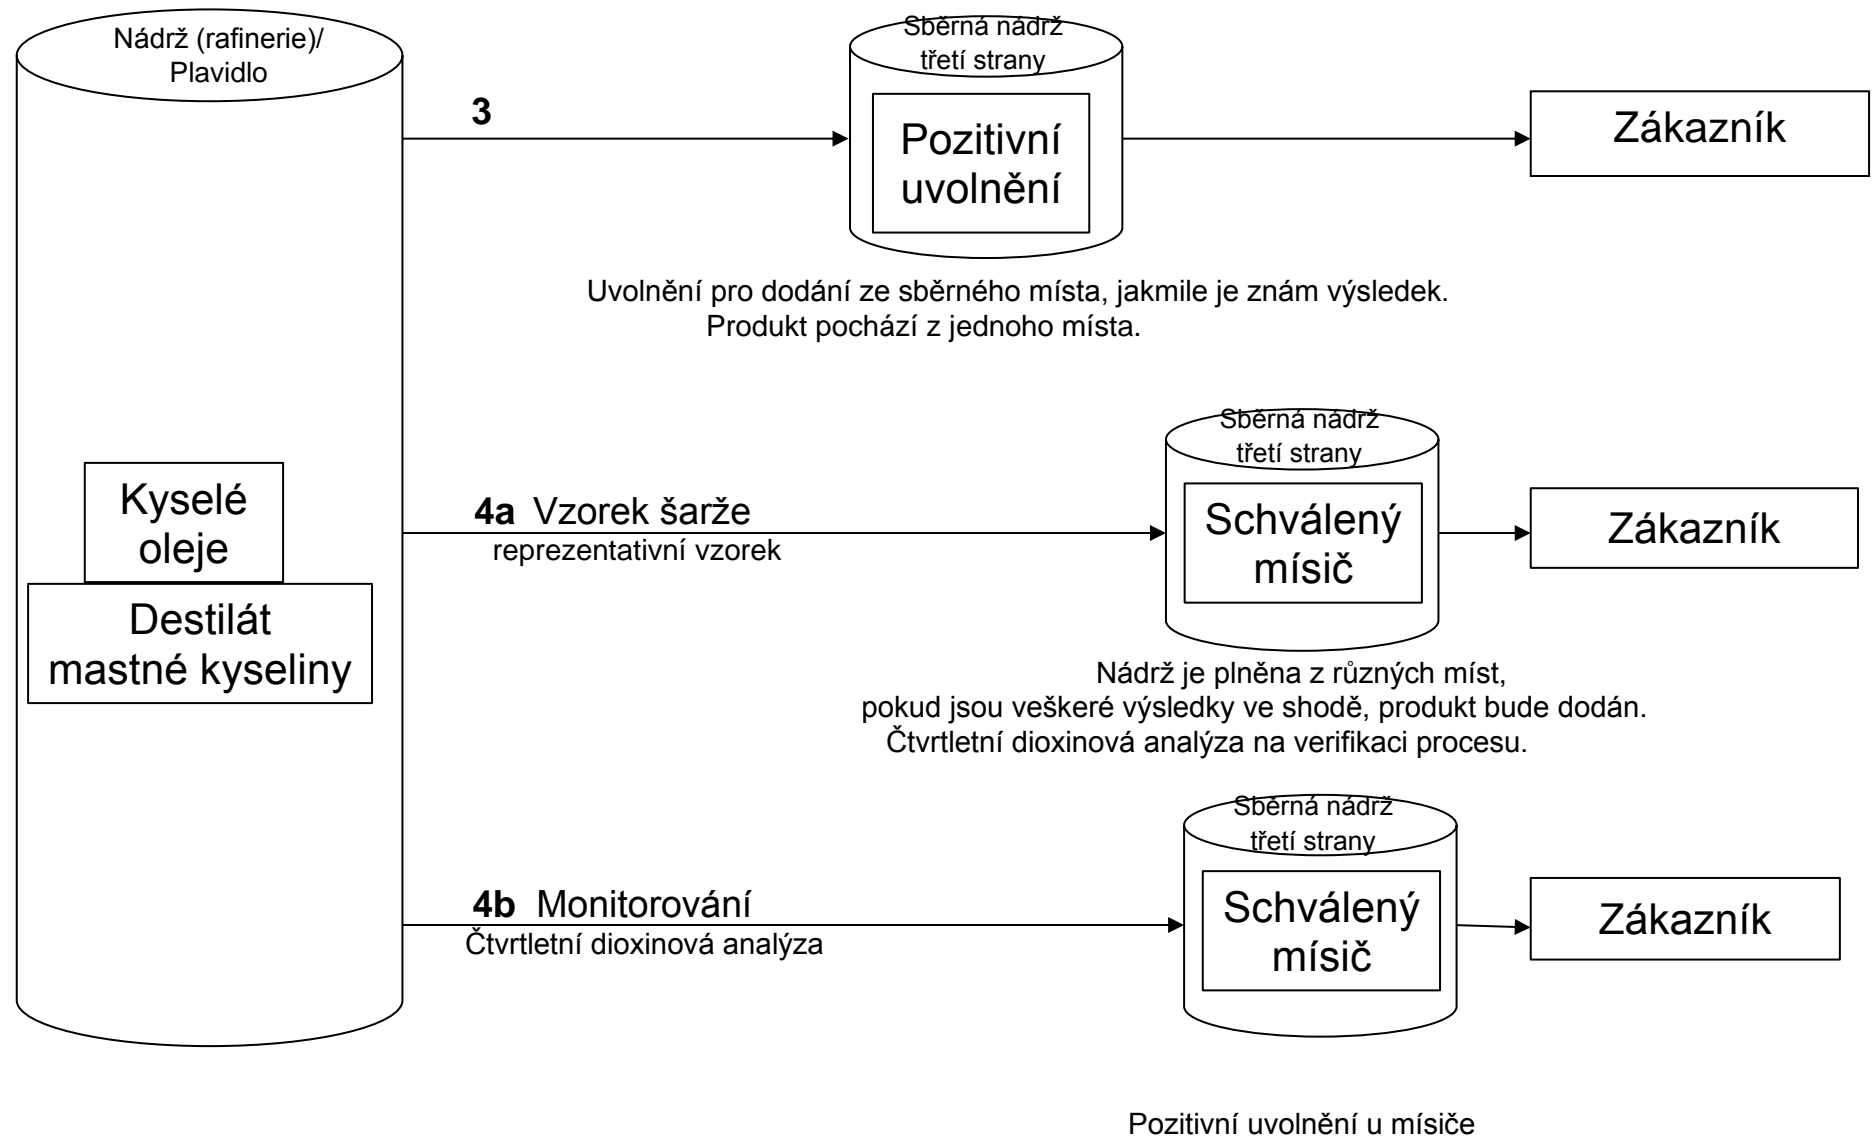 Nádrž (rafinerie)/
Plavidlo
Sběrná nádrž
třetí strany
3
Pozitivní
uvolnění
Zákazník
Uvolnění pro dodání ze sběrného místa, jakmile je znám výsledek.
Produkt pochází z jednoho místa.
Kyselé
oleje
Destilát
mastné kyseliny
4a Vzorek šarže
reprezentativní vzorek
Sběrná nádrž
třetí strany
Schválený
mísič
Zákazník
Nádrž je plněna z různých míst,
pokud jsou veškeré výsledky ve shodě, produkt bude dodán.
Čtvrtletní dioxinová analýza na verifikaci procesu.
4b Monitorování
Čtvrtletní dioxinová analýza
Sběrná nádrž
třetí strany
Schválený
mísič
Zákazník
Pozitivní uvolnění u mísiče